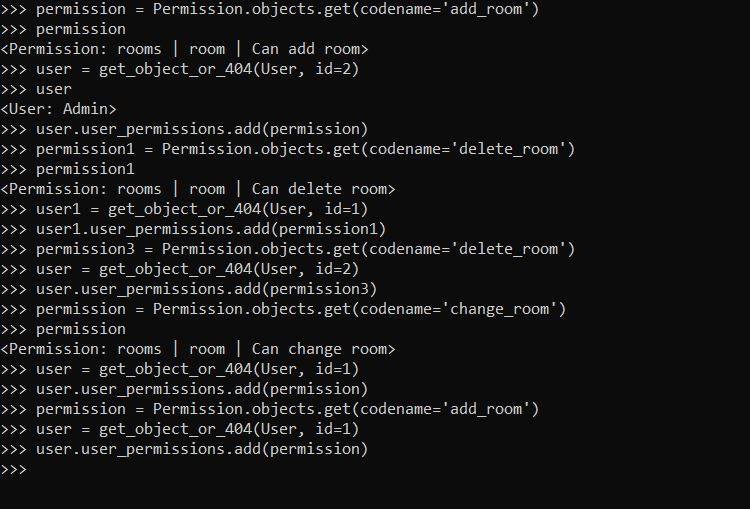 >>> permission = Permission.objects.get(codename='add_room')
>>> permission
<Permission: rooms | room | Can add room>
>>> user = get_object_or_404(User, id=2)
>>> user
<User: Admin>
>>> user.user_permissions.add(permission)
>>> permission1 = Permission.objects.get(codename='delete_room')
>>> permission1
<Permission: rooms | room | Can delete room>
>>> user1 = get_object_or_404(User, id=1)
>>> user1.user_permissions.add(permission1)
>>> permission3 = Permission.objects.get(codename='delete_room')
>>> user = get_object_or_404(User, id=2)
>>> user.user_permissions.add(permission3)
>>> permission = Permission.objects.get(codename='change_room')
>>> permission
<Permission: rooms | room | Can change room>
>>> user = get_object_or_404(User, id=1)
>>> user.user_permissions.add(permission)
>>> permission = Permission.objects.get(codename='add_room')
>>> user = get_object_or_404(User, id=1)
>>> user.user_permissions.add(permission)
>>>